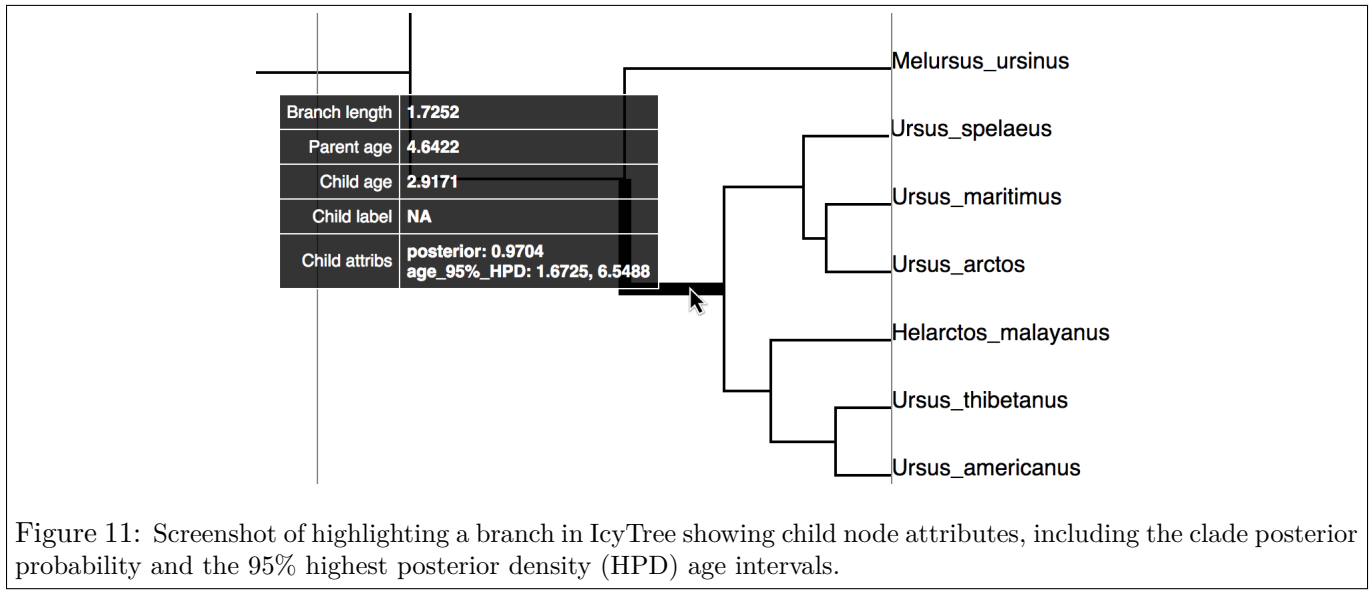 Melursus_ursinus
Branch length 1.7252
Ursus_spelaeus
Parent age 4.6422
Child age 2.9171
Ursus_maritimus
Child label NA
Child attribs posterior: 0.9704
age_95%_HPD: 1.6725, 6.5488
Ursus_arctos
Helarctos_malayanus
Ursus_thibetanus
Ursus_americanus
Figure 11: Screenshot of highlighting a branch in IcyTree showing child node attributes, including the clade posterior
probability and the 95% highest posterior density (HPD) age intervals.